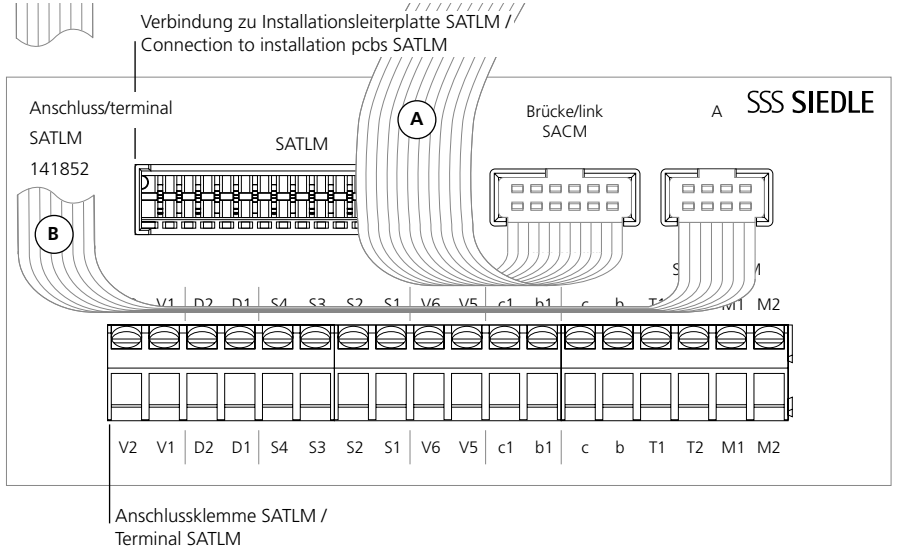 Verbindung zu Installationsleiterplatte SATLM /
Connection to installation pcbs SATLM
Anschluss/terminal
SATLM
141852
SATLM
A
Brücke/link
SACM
A
SSS SIEDLE
B
V1 D2 D1 S4 S3 S2 S1 V6 V5 c1 b1 c b T1 M1 M2
V2 V1 D2 D1 S4 S3 S2 S1 V6 V5 c1 b1 c b T1 T2 M1 M2
Anschlussklemme SATLM /
Terminal SATLM